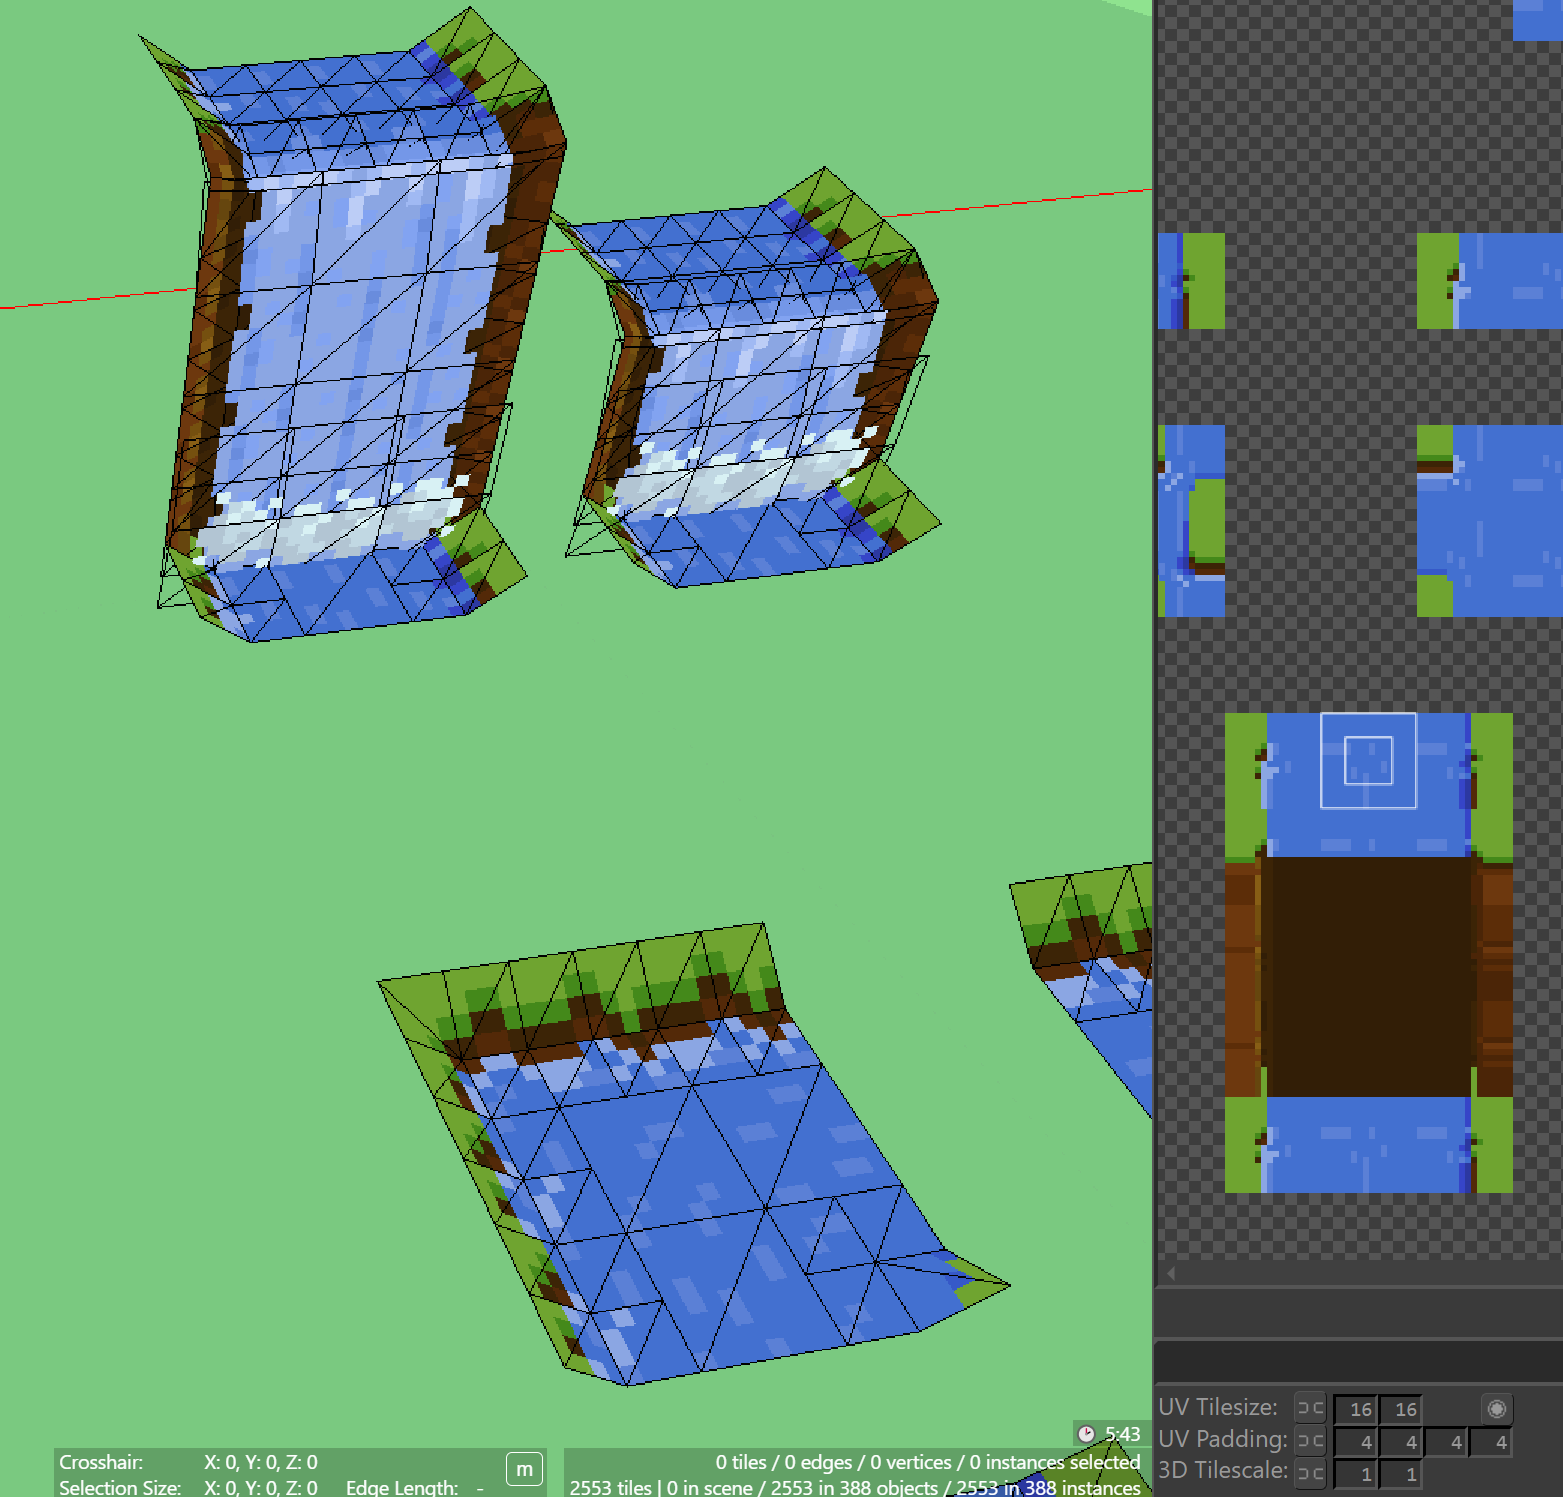 5:43
Crosshair: X: 0, Y: 0, Z: 0 m
Selection Size: X: 0, Y: 0, Z: 0 Edge Length: -
0 tiles / 0 edges / 0 vertices / 0 instances selected
2553 tiles | 0 in scene / 2553 in 388 objects / 2553 in 388 instances
UV Tilesize: 16 16
UV Padding: 4 4 4 4
3D Tilescale: 1 1